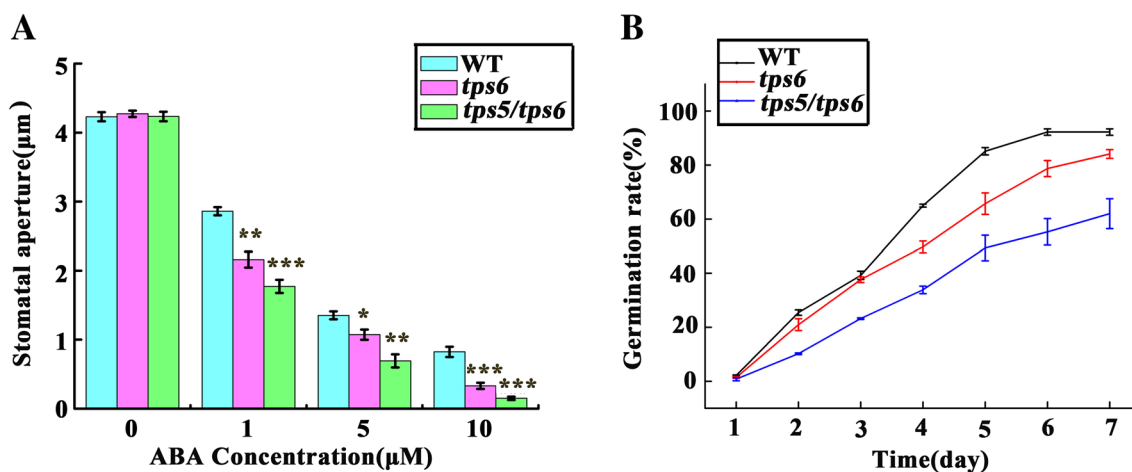 A
WT
tps6
tps5/tps6
Stomatal aperture(μm)
5
4
3
2
1
0
** ***
* **
*** ***
0 1 5 10
ABA Concentration(μM)
B
WT
tps6
tps5/tps6
Germination rate(%)
100
80
60
40
20
0
1 2 3 4 5 6 7
Time(day)